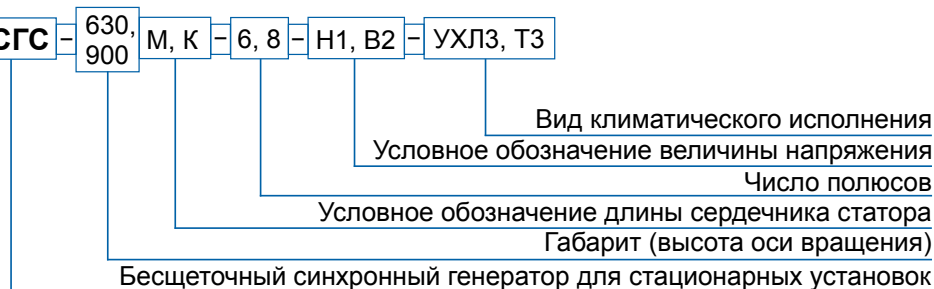 СГС – 630, 900 М, К – 6, 8 – Н1, В2 – УХЛ3, Т3
Вид климатического исполнения
Условное обозначение величины напряжения
Число полюсов
Условное обозначение длины сердечника статора
Габарит (высота оси вращения)
Бесщеточный синхронный генератор для стационарных установок